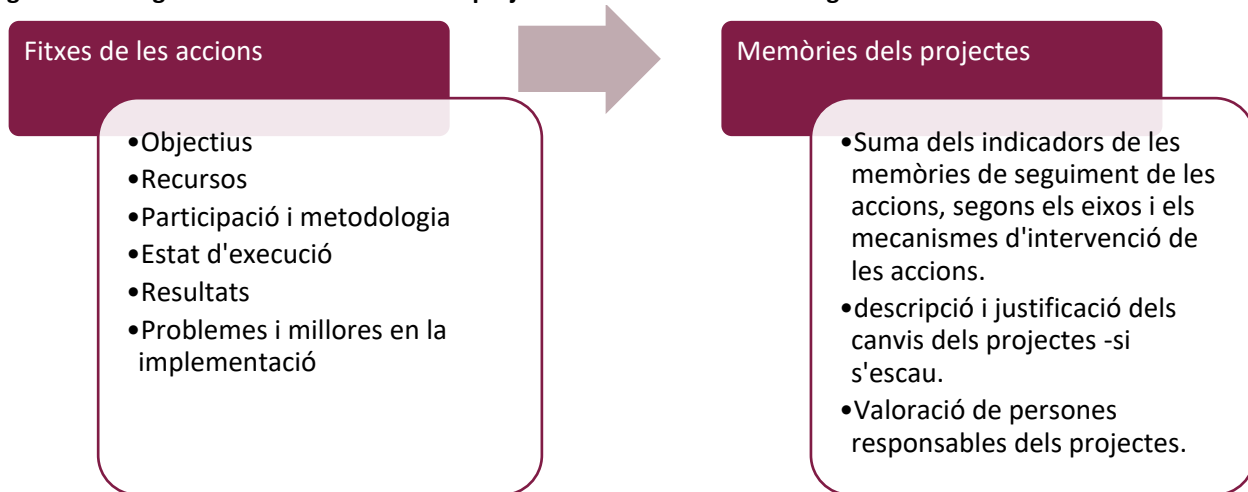 Fitxes de les accions
•Objectius
•Recursos
•Participació i metodologia
•Estat d'execució
•Resultats
•Problemes i millores en la
implementació
Memòries dels projectes
•Suma dels indicadors de les
memòries de seguiment de les
accions, segons els eixos i els
mecanismes d'intervenció de
les accions.
•descripció i justificació dels
canvis dels projectes -si
s'escau.
•Valoració de persones
responsables dels projectes.